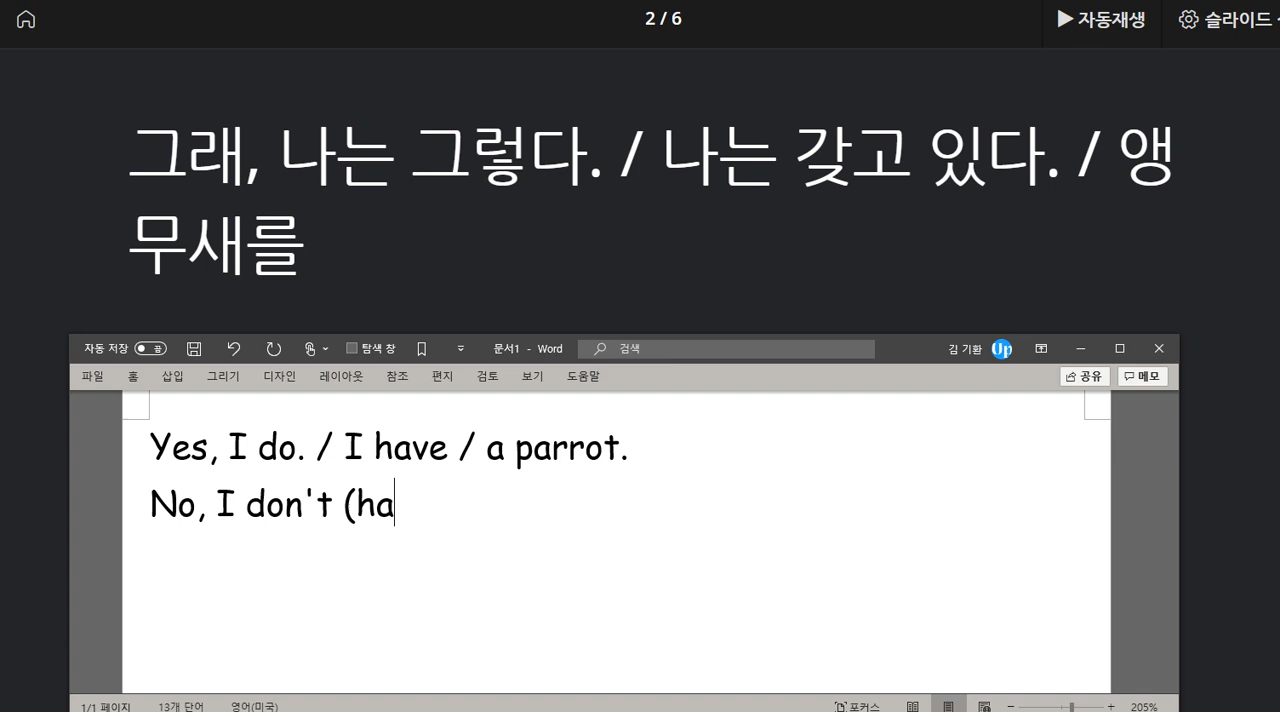 2 / 6
자동재생
슬라이드
그래, 나는 그렇다. / 나는 갖고 있다. / 앵
무새를
자동 저장 끔 탐색 창 문서1 - Word 검색 김 기환 Up
파일 홈 삽입 그리기 디자인 레이아웃 참조 편지 검토 보기 도움말 공유 메모
Yes, I do. / I have / a parrot.
No, I don't (ha
1/1 페이지 13개 단어 영어(미국) 포커스 205%